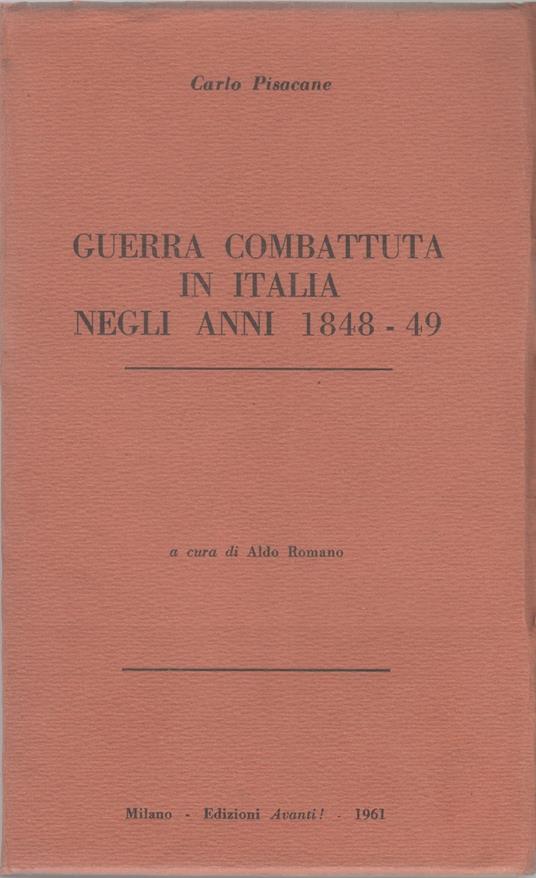 Carlo Pisacane
GUERRA COMBATTUTA
IN ITALIA
NEGLI ANNI 1848 - 49
a cura di Aldo Romano
Milano - Edizioni Avanti! - 1961